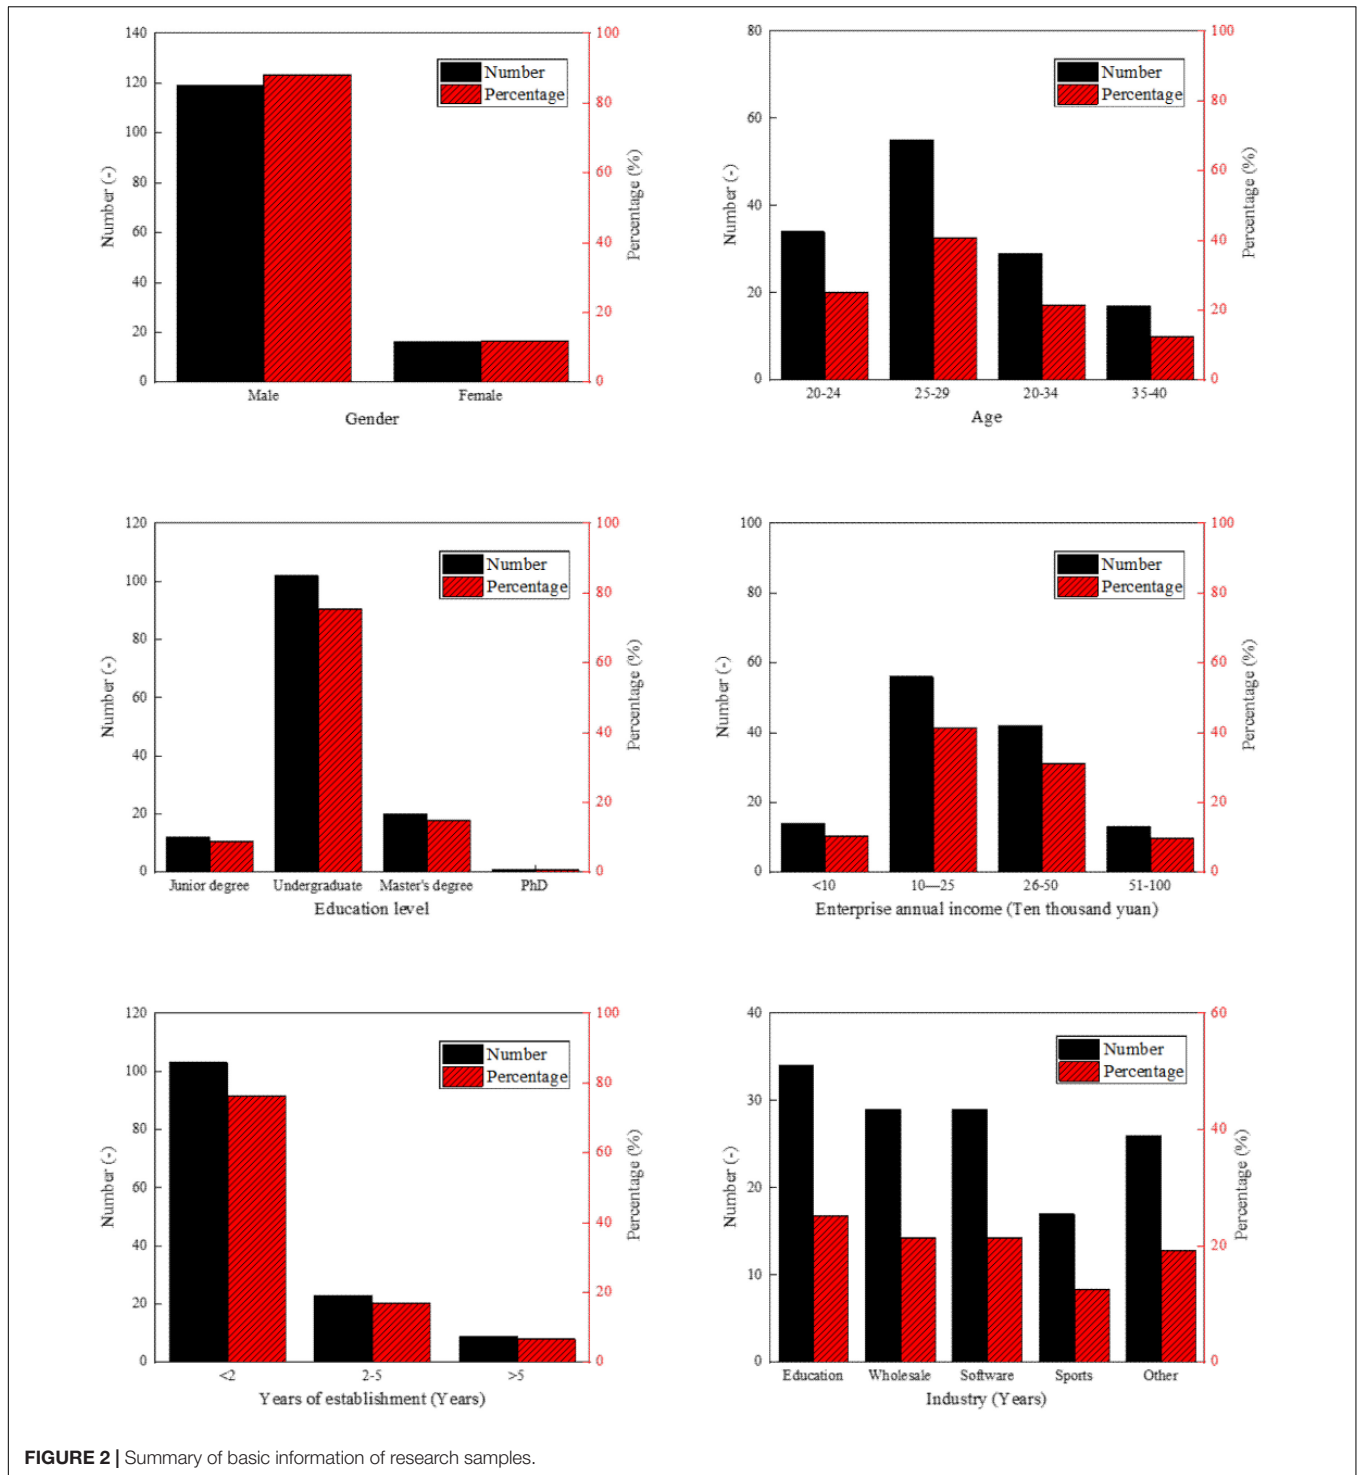 140
120
100
80
60
40
20
0
Number (-)
100
80
60
40
20
0
Percentage (%)
Number
Percentage
Male Female
Gender
80
60
40
20
0
Number (-)
100
80
60
40
20
0
Percentage (%)
Number
Percentage
20-24 25-29 20-34 35-40
Age
120
100
80
60
40
20
0
Number (-)
100
80
60
40
20
0
Percentage (%)
Number
Percentage
Junior degree Undergraduate Master's degree PhD
Education level
100
80
60
40
20
0
Number (-)
100
80
60
40
20
0
Percentage (%)
Number
Percentage
<10 10—25 26-50 51-100
Enterprise annual income (Ten thousand yuan)
120
100
80
60
40
20
0
Number (-)
100
80
60
40
20
0
Percentage (%)
Number
Percentage
<2 2-5 >5
Years of establishment (Years)
40
30
20
10
0
Number (-)
60
40
20
0
Percentage (%)
Number
Percentage
Education Wholesale Software Sports Other
Industry (Years)
FIGURE 2 | Summary of basic information of research samples.